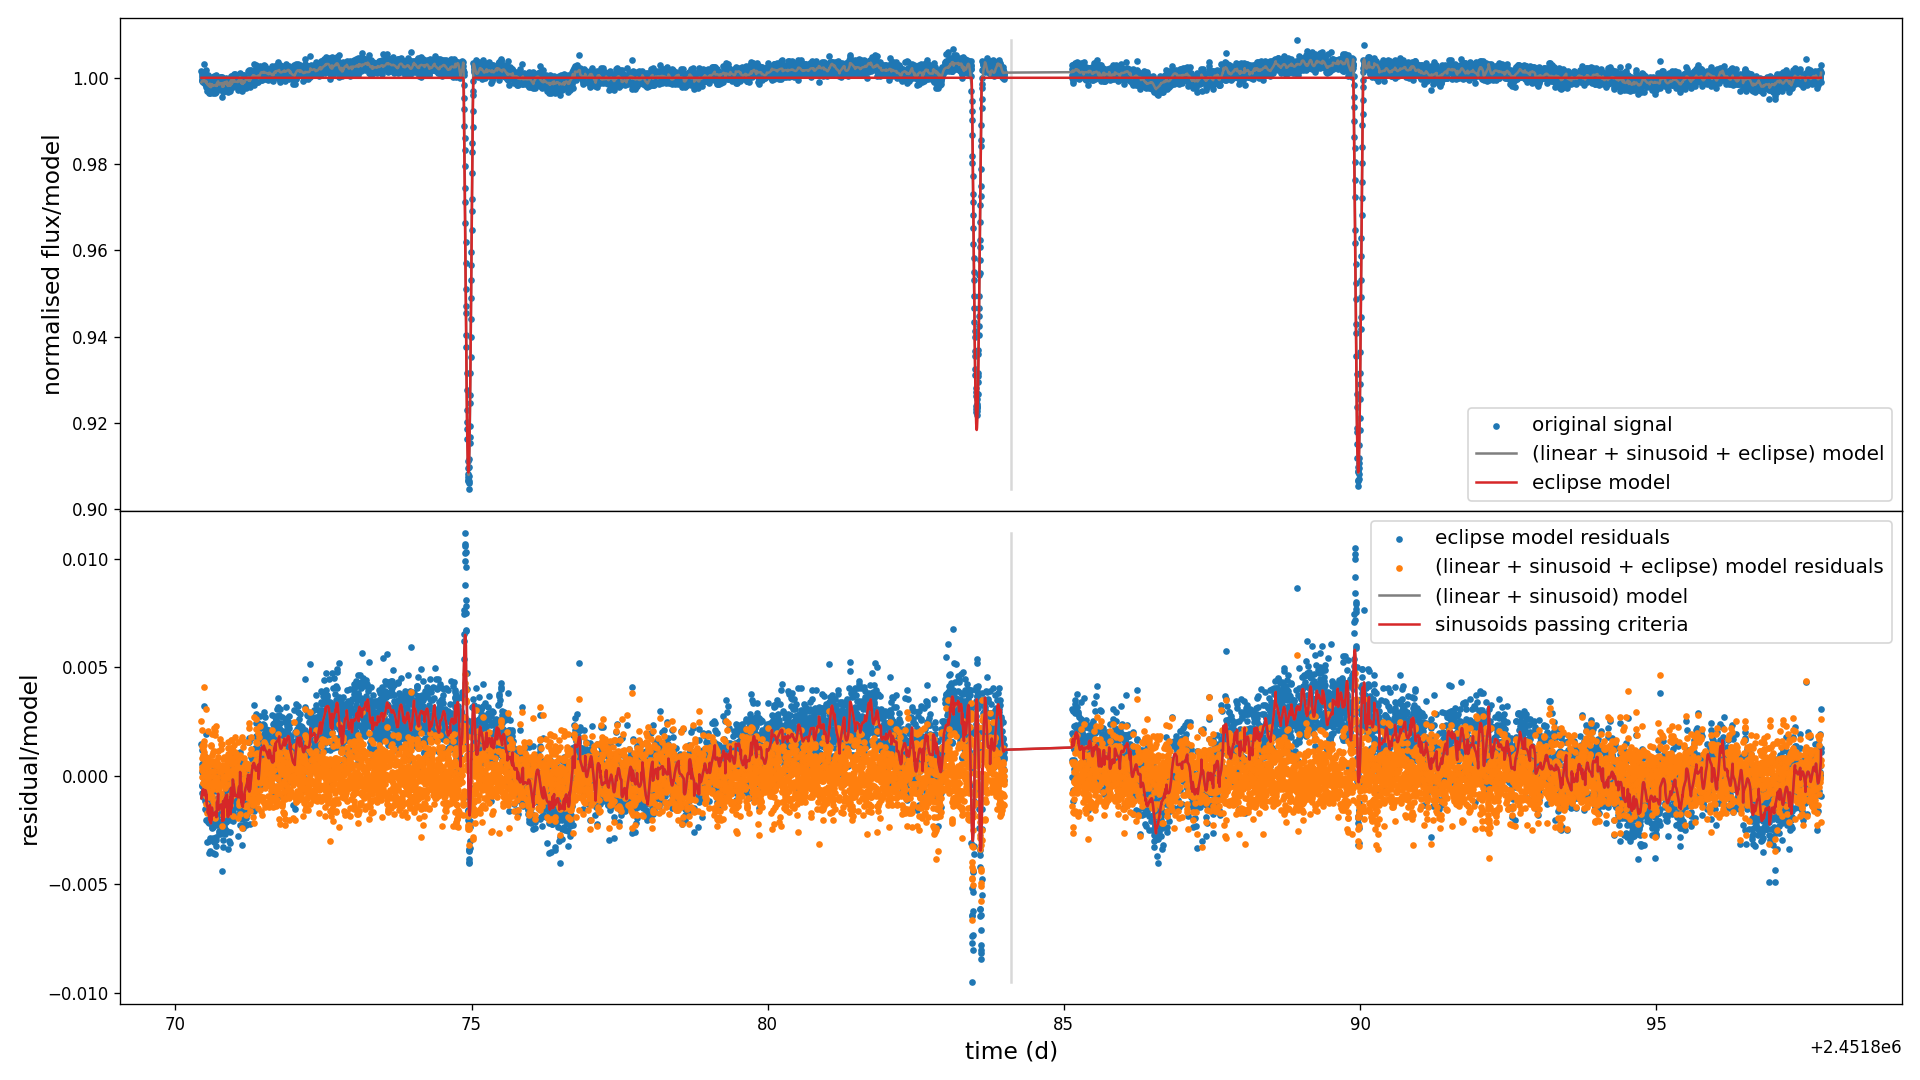 normalised flux/model
1.00
0.98
0.96
0.94
0.92
0.90
original signal
(linear + sinusoid + eclipse) model
eclipse model
residual/model
0.010
0.005
0.000
−0.005
−0.010
eclipse model residuals
(linear + sinusoid + eclipse) model residuals
(linear + sinusoid) model
sinusoids passing criteria
70 75 80 85 90 95
time (d)
+2.4518e6